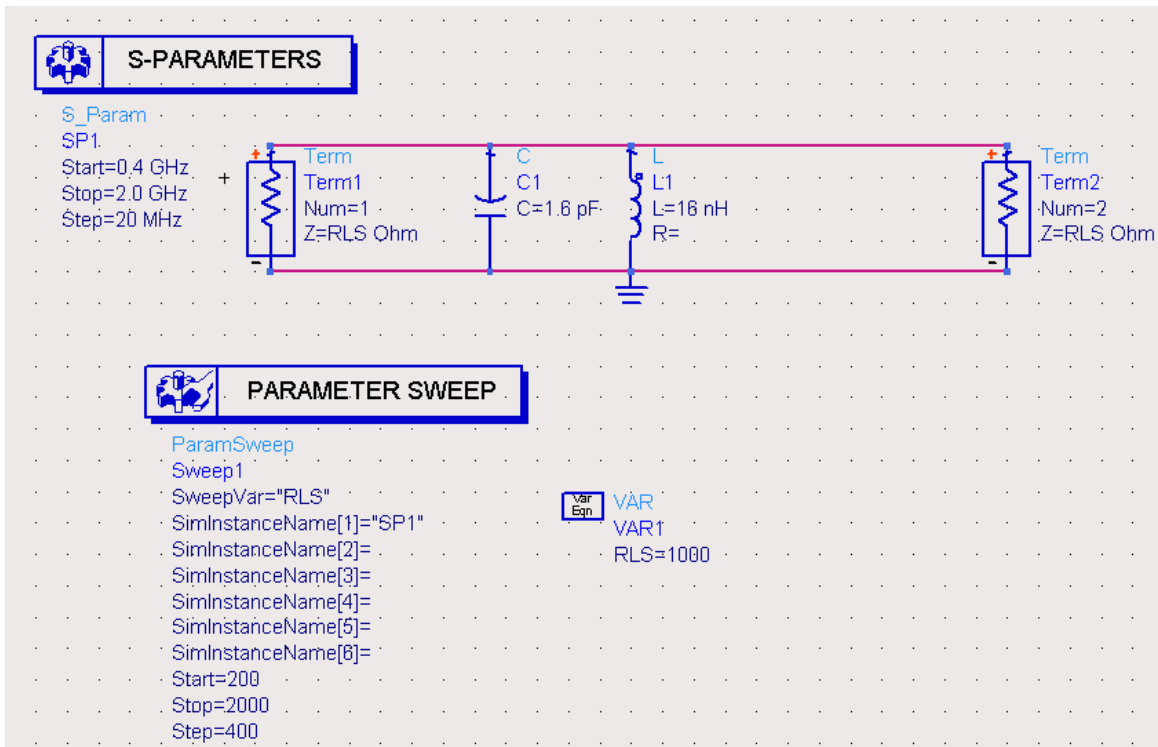 S-PARAMETERS
S_Param
SP1
Start=0.4 GHz
Stop=2.0 GHz
Step=20 MHz
+
Term
Term1
Num=1
Z=RLS Ohm
C
C1
C=1.6 pF
L
L1
L=16 nH
R=
+
Term
Term2
Num=2
Z=RLS Ohm
PARAMETER SWEEP
ParamSweep
Sweep1
SweepVar="RLS"
SimInstanceName[1]="SP1"
SimInstanceName[2]=
SimInstanceName[3]=
SimInstanceName[4]=
SimInstanceName[5]=
SimInstanceName[6]=
Start=200
Stop=2000
Step=400
Var
Eqn
VAR
VAR1
RLS=1000